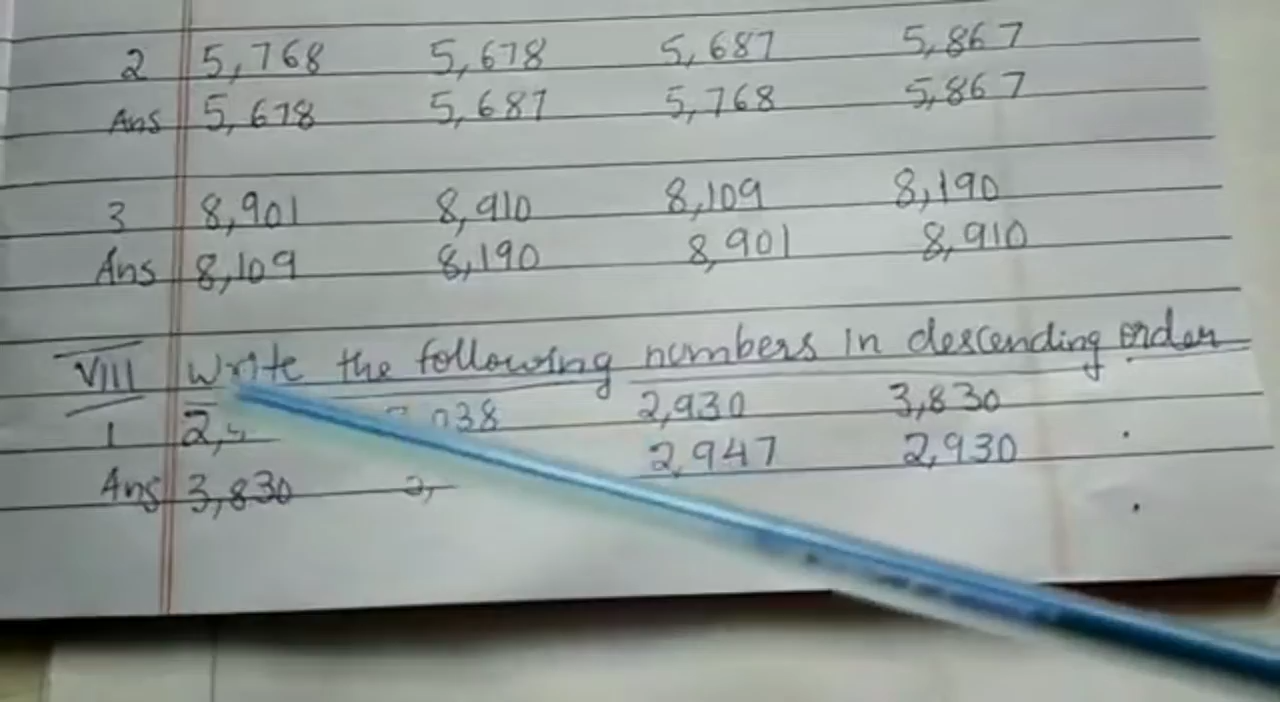 2 5,768 5,678 5,687 5,867
Ans 5,678 5,687 5,768 5,867
3 8,901 8,910 8,109 8,190
Ans 8,109 8,190 8,901 8,910
VIII Write the following numbers in descending order
1 2,930 3,830
Ans 3,830 2,947 2,930